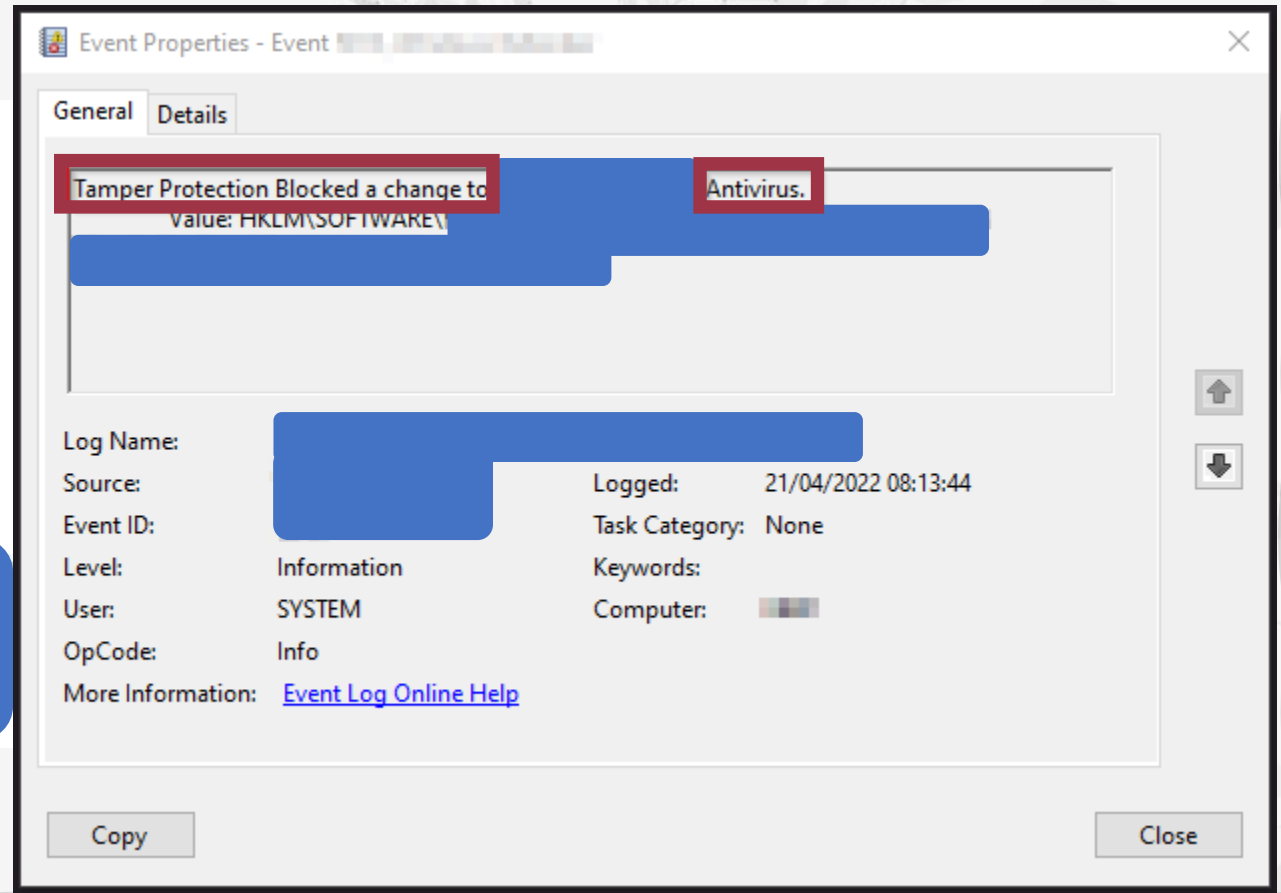 Event Properties - Event
General
Details
Tamper Protection Blocked a change to Antivirus.
Value: HKLM\SOFTWARE\
Log Name:
Source:
Logged: 21/04/2022 08:13:44
Event ID:
Task Category: None
Level: Information
Keywords:
User: SYSTEM
Computer:
OpCode: Info
More Information: Event Log Online Help
Copy
Close